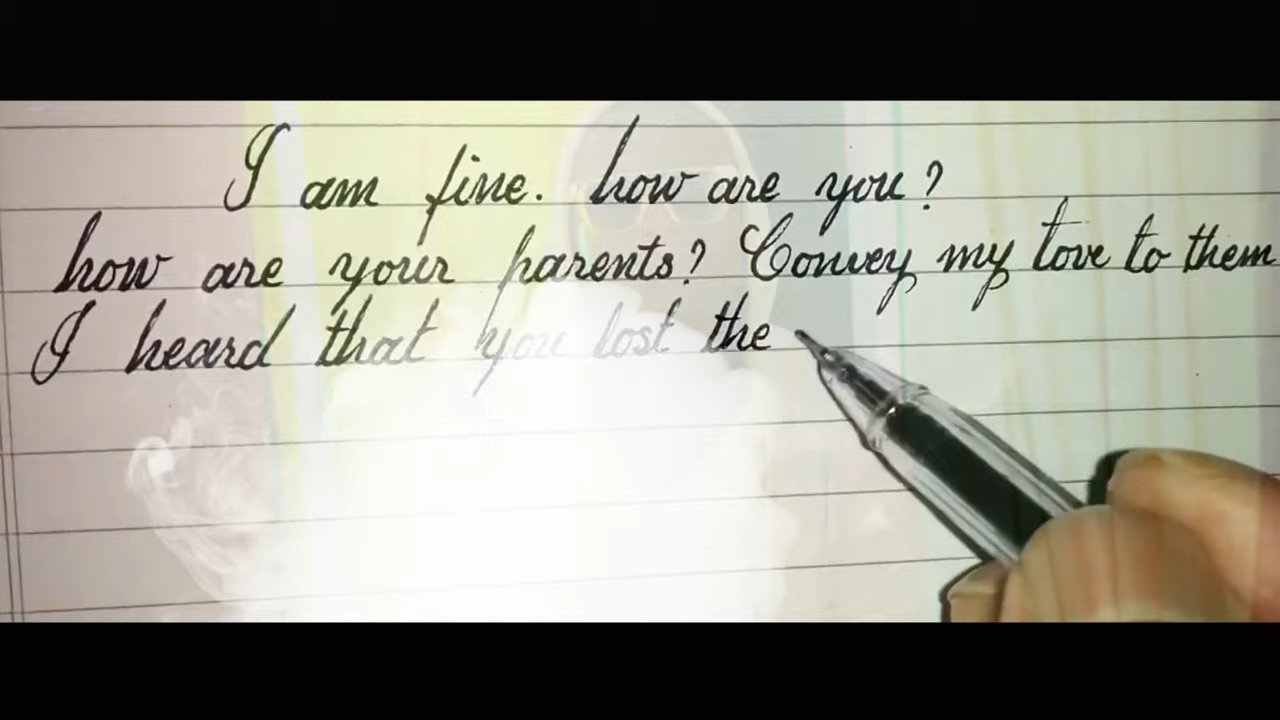 I am fine. how are you?
how are your parents? Convey my love to them
I heard that you lost the